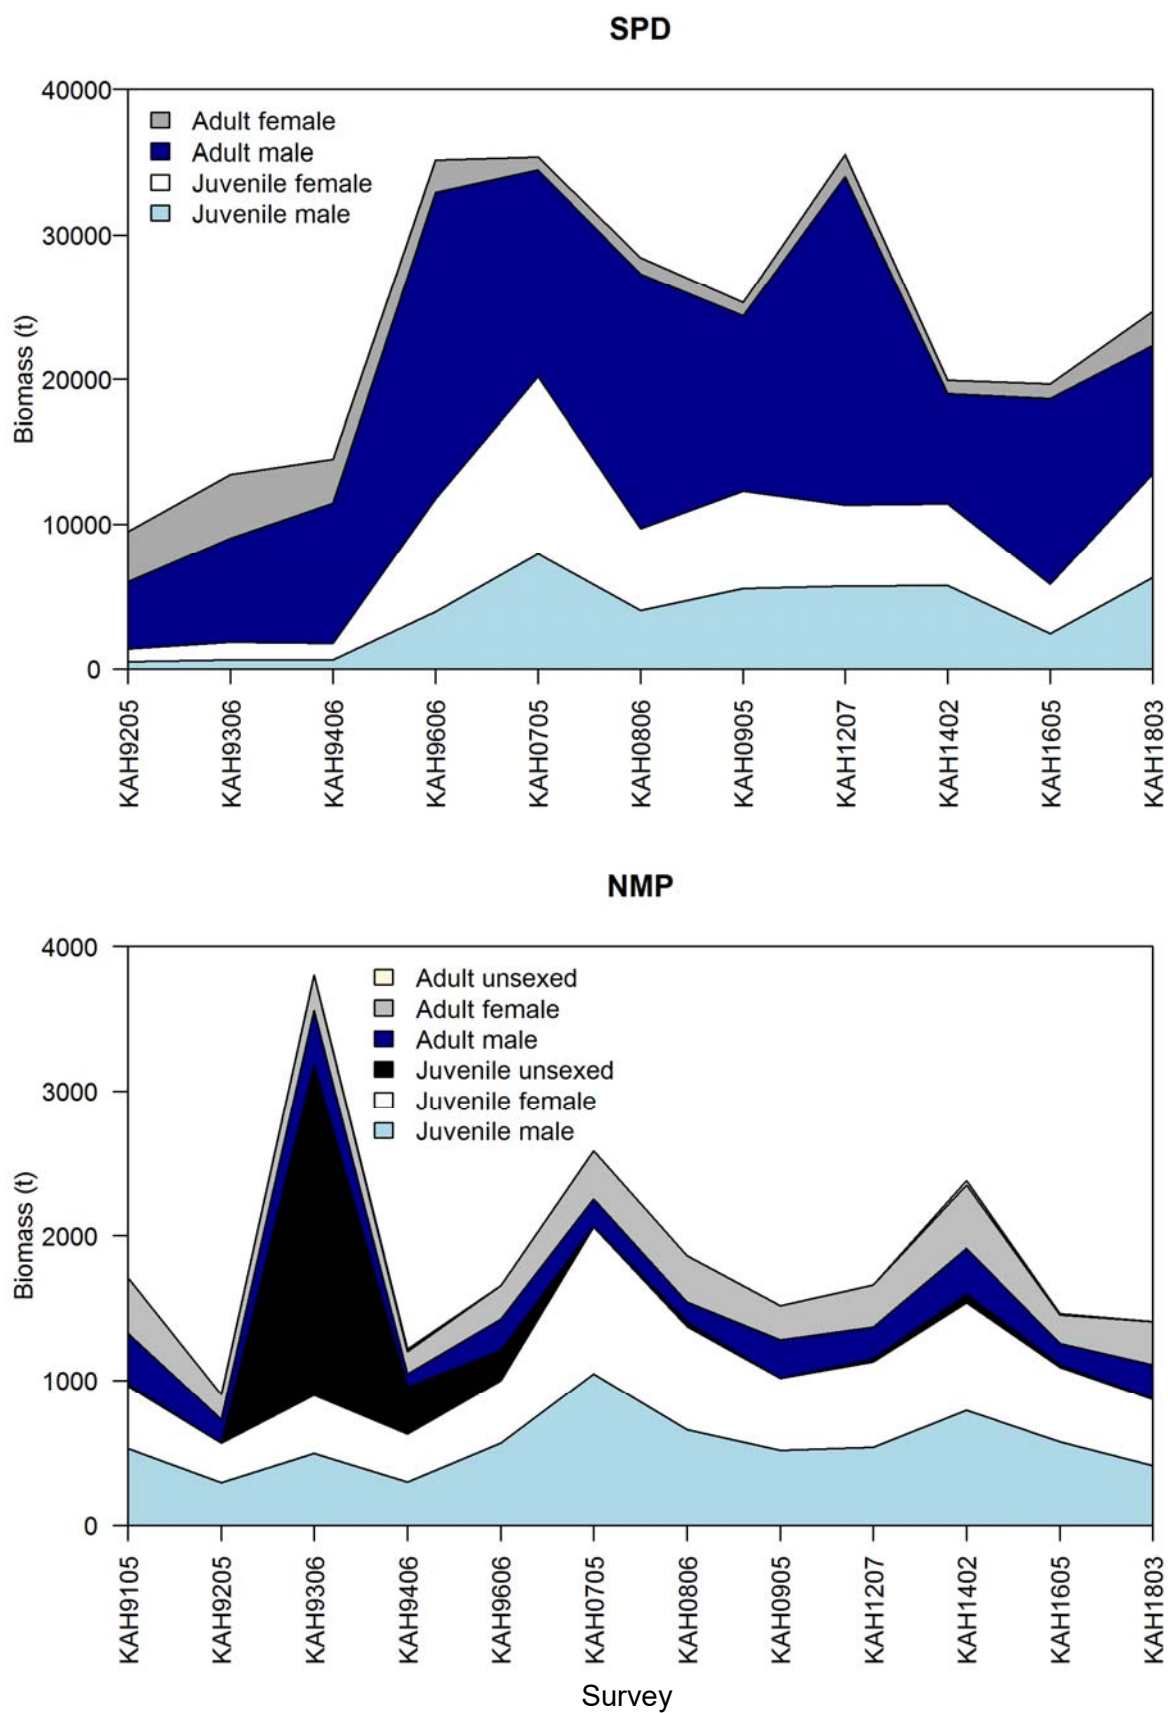 SPD
40000
30000
20000
10000
0
Biomass (t)
Adult female
Adult male
Juvenile female
Juvenile male
KAH9205
KAH9306
KAH9406
KAH9606
KAH0705
KAH0806
KAH0905
KAH1207
KAH1402
KAH1605
KAH1803
NMP
4000
3000
2000
1000
0
Biomass (t)
Adult unsexed
Adult female
Adult male
Juvenile unsexed
Juvenile female
Juvenile male
KAH9105
KAH9205
KAH9306
KAH9406
KAH9606
KAH0705
KAH0806
KAH0905
KAH1207
KAH1402
KAH1605
KAH1803
Survey